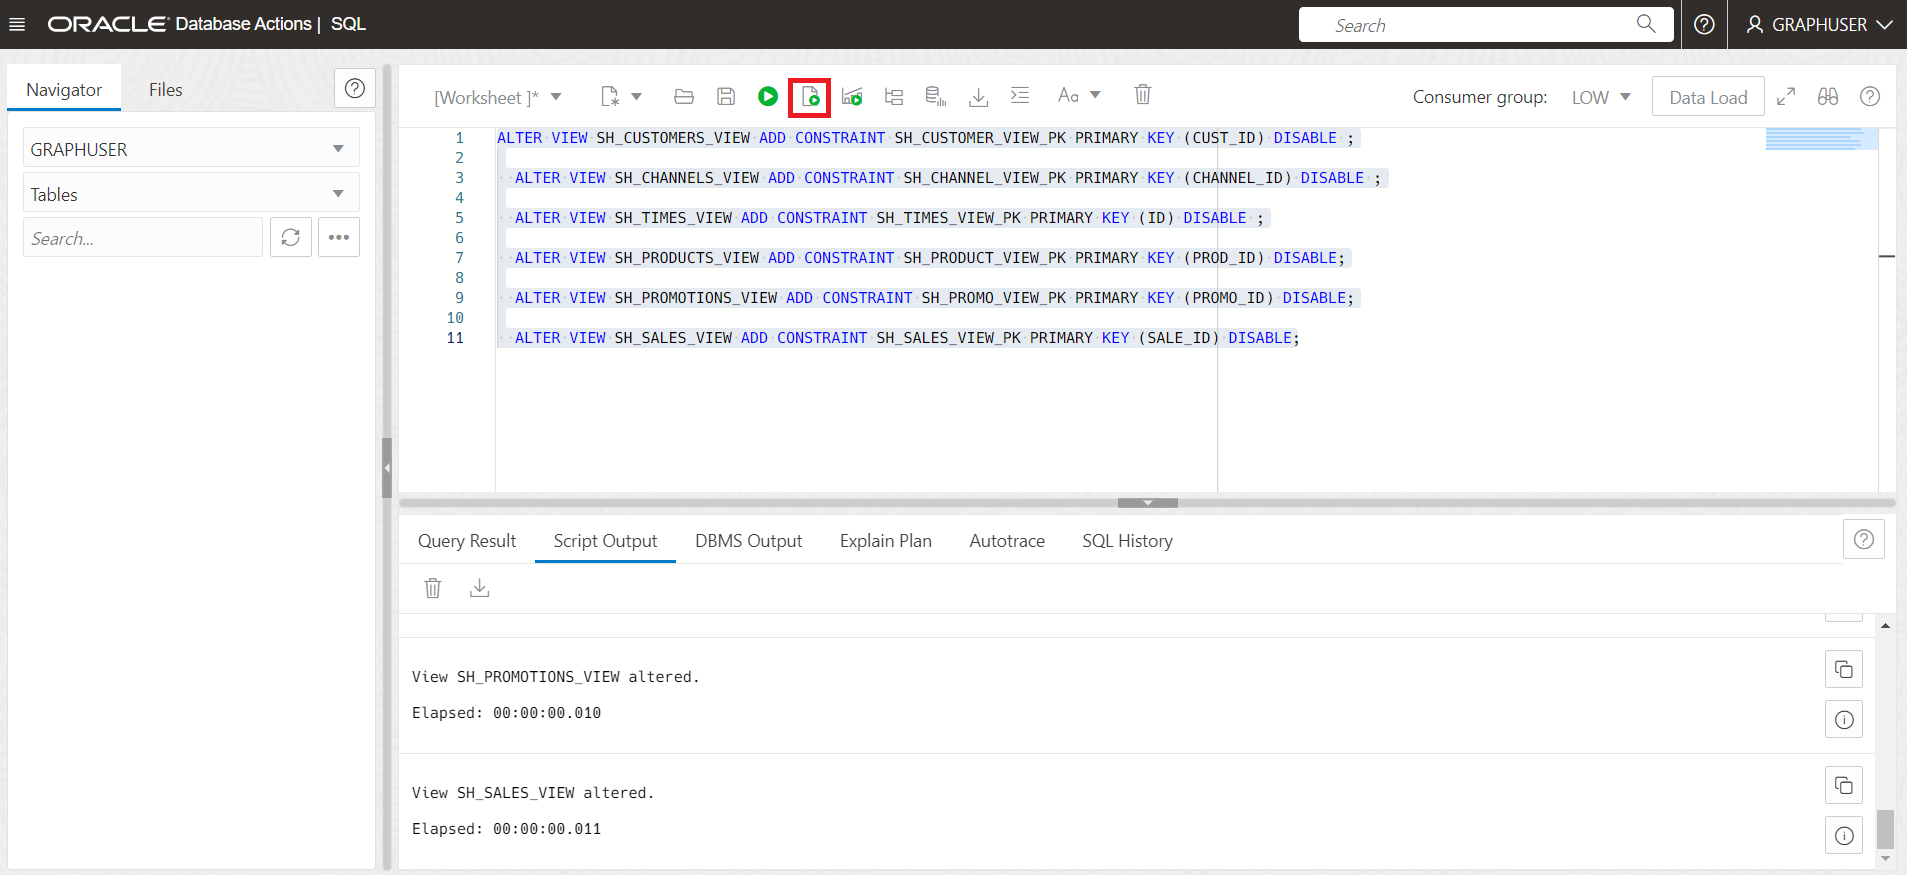 ORACLE Database Actions | SQL
Search
GRAPHUSER
Navigator
Files
GRAPHUSER
Tables
Search...
[Worksheet ]*
Aa
Consumer group:
LOW
Data Load
1 ALTER VIEW SH_CUSTOMERS_VIEW ADD CONSTRAINT SH_CUSTOMER_VIEW_PK PRIMARY KEY (CUST_ID) DISABLE ;
2
3 ALTER VIEW SH_CHANNELS_VIEW ADD CONSTRAINT SH_CHANNEL_VIEW_PK PRIMARY KEY (CHANNEL_ID) DISABLE ;
4
5 ALTER VIEW SH_TIMES_VIEW ADD CONSTRAINT SH_TIMES_VIEW_PK PRIMARY KEY (ID) DISABLE ;
6
7 ALTER VIEW SH_PRODUCTS_VIEW ADD CONSTRAINT SH_PRODUCT_VIEW_PK PRIMARY KEY (PROD_ID) DISABLE;
8
9 ALTER VIEW SH_PROMOTIONS_VIEW ADD CONSTRAINT SH_PROMO_VIEW_PK PRIMARY KEY (PROMO_ID) DISABLE;
10
11 ALTER VIEW SH_SALES_VIEW ADD CONSTRAINT SH_SALES_VIEW_PK PRIMARY KEY (SALE_ID) DISABLE;
Query Result
Script Output
DBMS Output
Explain Plan
Autotrace
SQL History
View SH_PROMOTIONS_VIEW altered.
Elapsed: 00:00:00.010
View SH_SALES_VIEW altered.
Elapsed: 00:00:00.011